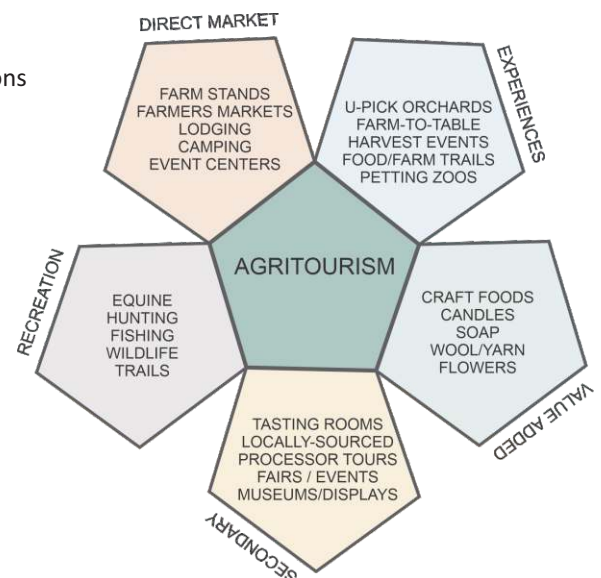 DIRECT MARKET
ons
FARM STANDS
FARMERS MARKETS
LODGING
CAMPING
EVENT CENTERS
EXPERIENCES
U-PICK ORCHARDS
FARM-TO-TABLE
HARVEST EVENTS
FOOD/FARM TRAILS
PETTING ZOOS
AGRITOURISM
RECREATION
EQUINE
HUNTING
FISHING
WILDLIFE
TRAILS
CRAFT FOODS
CANDLES
SOAP
WOOL/YARN
FLOWERS
VALUE ADDED
TASTING ROOMS
LOCALLY-SOURCED
PROCESSOR TOURS
FAIRS / EVENTS
MUSEUMS/DISPLAYS
SECONDARY